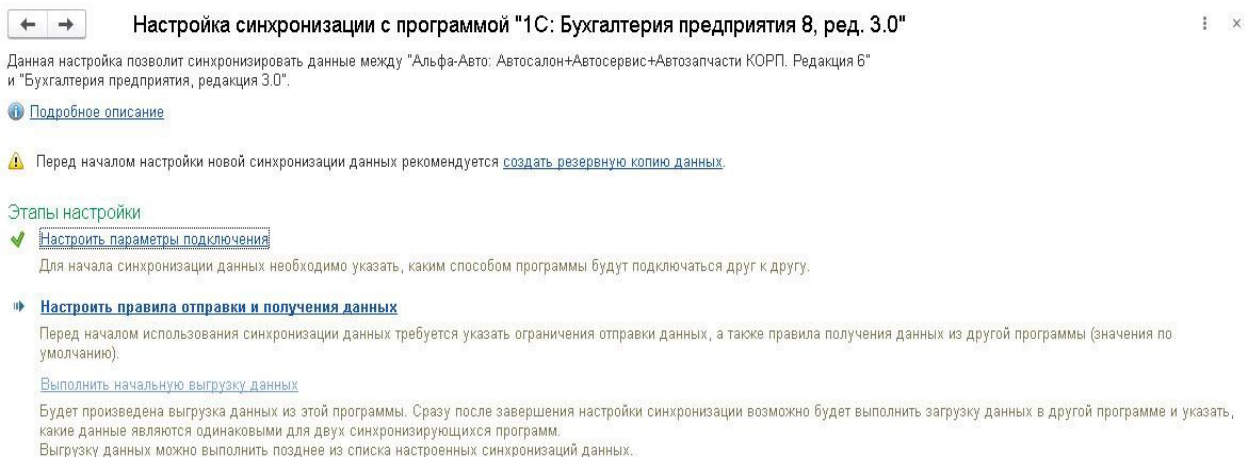 Настройка синхронизации с программой "1С: Бухгалтерия предприятия 8, ред. 3.0"
Данная настройка позволит синхронизировать данные между "Альфа-Авто: Автосалон+Автосервис+Автозапчасти КОРП. Редакция 6"
и "Бухгалтерия предприятия, редакция 3.0".
Подробное описание
Перед началом настройки новой синхронизации данных рекомендуется создать резервную копию данных.
Этапы настройки
Настроить параметры подключения
Для начала синхронизации данных необходимо указать, каким способом программы будут подключаться друг к другу.
Настроить правила отправки и получения данных
Перед началом использования синхронизации данных требуется указать ограничения отправки данных, а также правила получения данных из другой программы (значения по
умолчанию).
Выполнить начальную выгрузку данных
Будет произведена выгрузка данных из этой программы. Сразу после завершения настройки синхронизации возможно будет выполнить загрузку данных в другой программе и указать,
какие данные являются одинаковыми для двух синхронизирующихся программ.
Выгрузку данных можно выполнить позднее из списка настроенных синхронизаций данных.